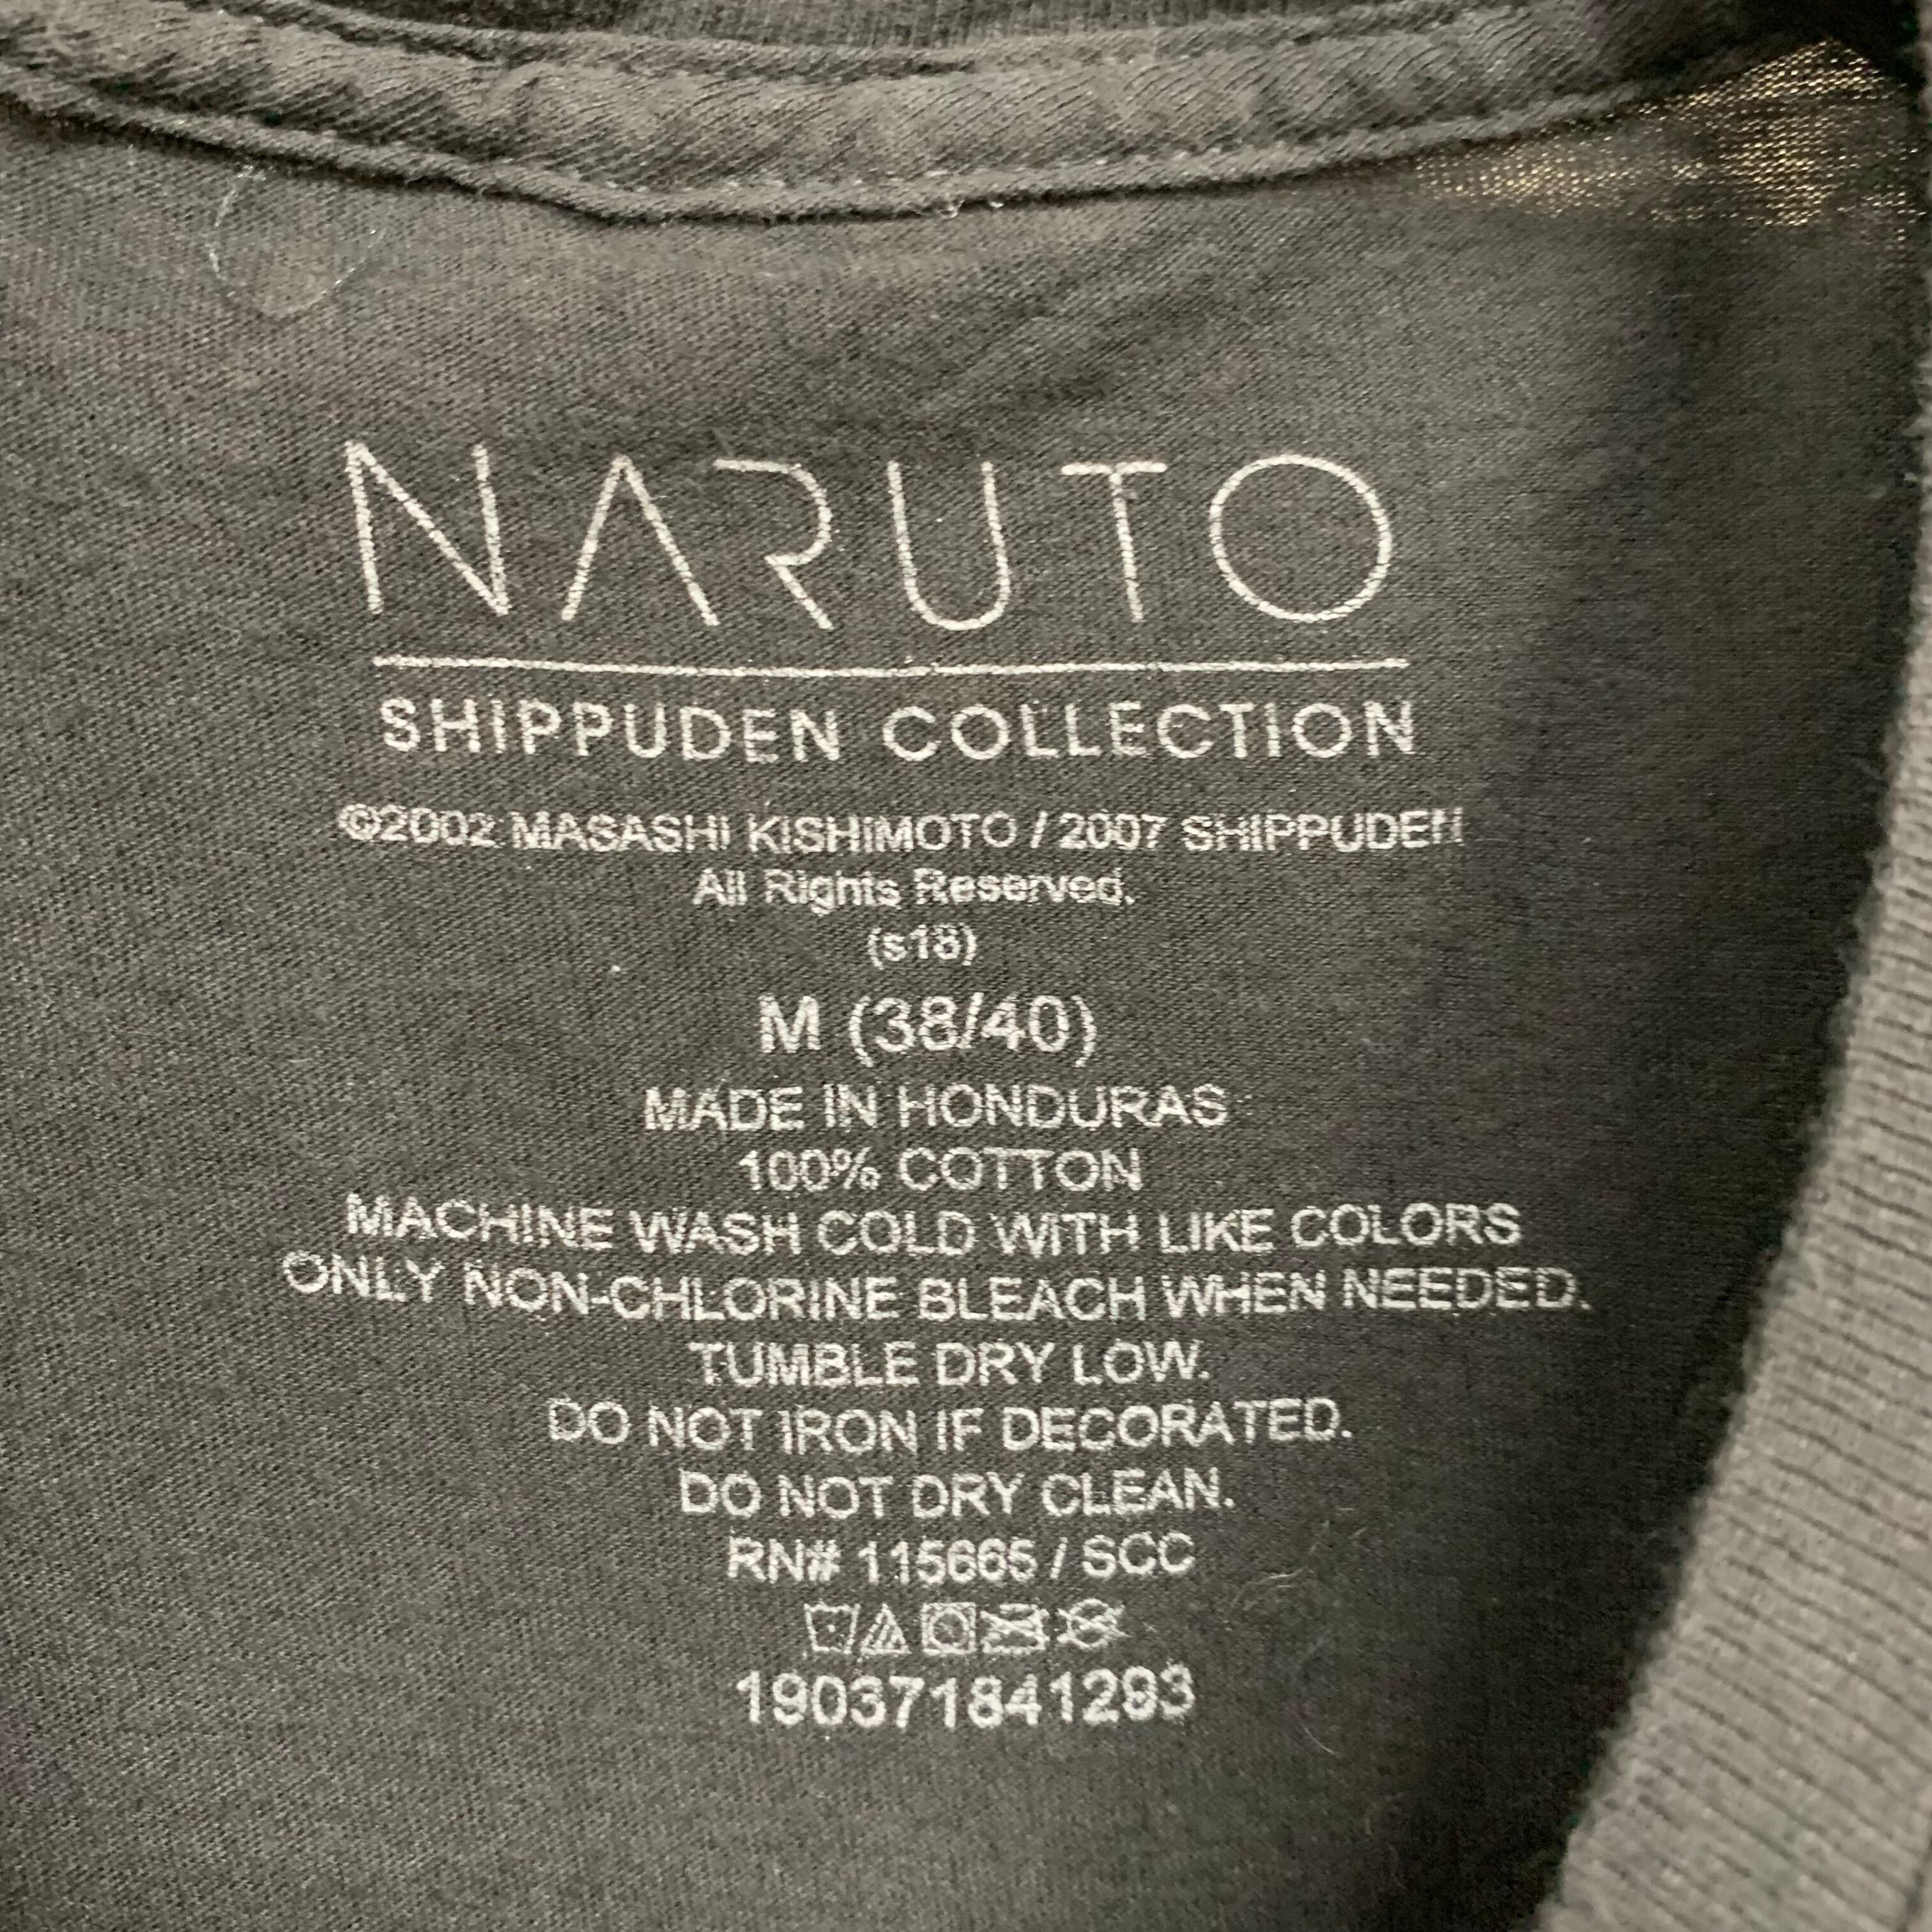 NARUTO
SHIPPUDEN COLLECTION
©2002 MASASHI KISHIMOTO / 2007 SHIPPUDEN
All Rights Reserved.
(s18)
M (38/40)
MADE IN HONDURAS
100% COTTON
MACHINE WASH COLD WITH LIKE COLORS
ONLY NON-CHLORINE BLEACH WHEN NEEDED.
TUMBLE DRY LOW.
DO NOT IRON IF DECORATED.
DO NOT DRY CLEAN.
RN# 115665 / SCC
190371841293